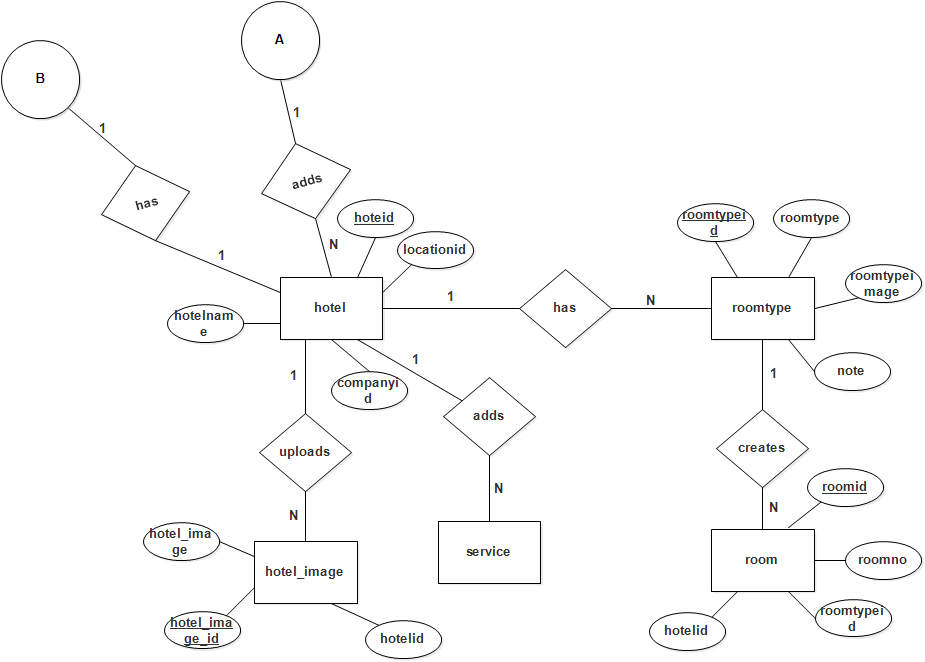 A
B
1
1
has
adds
N
1
hoteid
locationid
roomtypei
d
roomtype
roomtypei
mage
hotelnam
e
hotel
1
has
N
roomtype
note
1
companyi
d
1
1
adds
uploads
creates
N
N
N
roomid
hotel_ima
ge
hotel_image
service
room
roomno
hotel_ima
ge_id
hotelid
hotelid
roomtypei
d